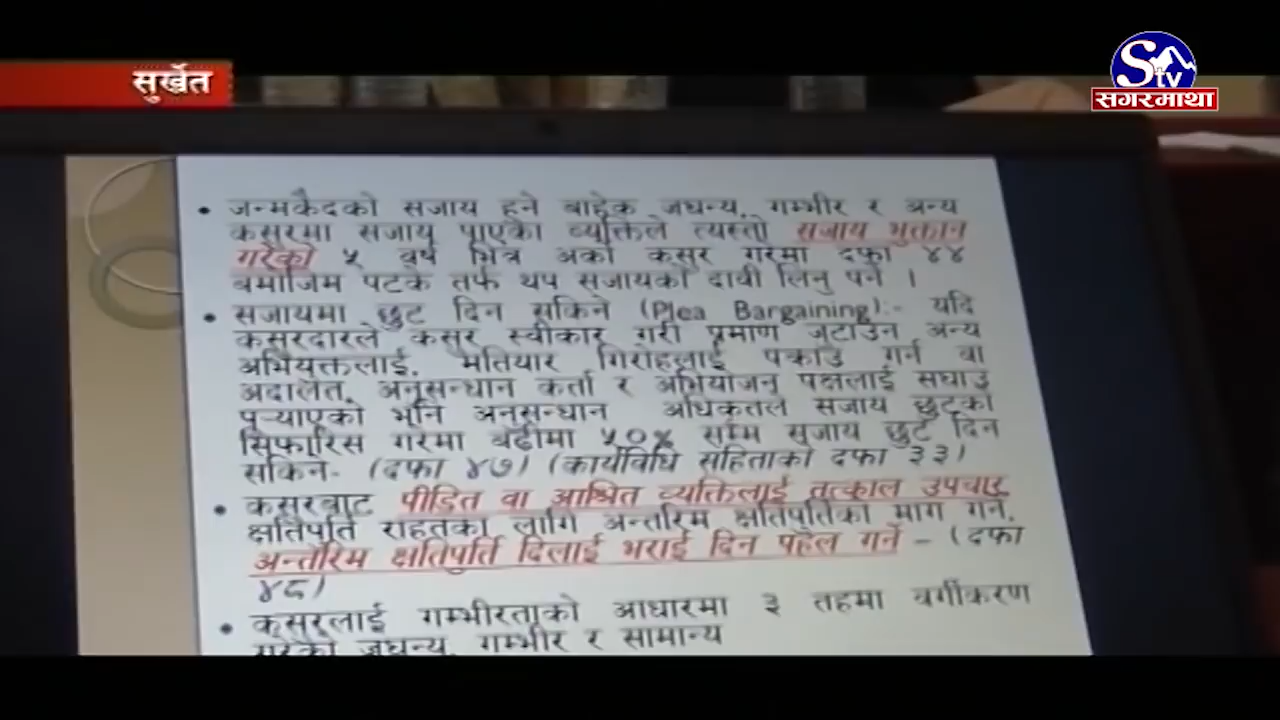 सुर्खेत
STV
सगरमाथा
• जन्मकैदको सजाय हुने बाहेक जघन्य, गम्भीर र अन्य
कसुरमा सजाय पाएका व्यक्तिले त्यस्तो सजाय भुक्तान
गरेको ५ वर्ष भित्र अर्को कसुर गरेमा दफा ४४
बमोजिम पटके तर्फ थप सजायको दावी लिनु पर्ने ।
• सजायमा छुट दिन सकिने (Plea Bargaining):- यदि
कसुरदारले कसुर स्वीकार गरी प्रमाण जुटाउन अन्य
अभियुक्तलाई, मतियार गिरोहलाई पक्राउ गर्न वा
अदालत, अनुसन्धान कर्ता र अभियोजन पक्षलाई सघाउ
पुर्‍याएको भनि अनुसन्धान अधिकृतले सजाय छुटको
सिफारिस गरेमा बढीमा ५०% सम्म सजाय छुट दिन
सकिने- (दफा ४७) (कार्यविधि संहिताको दफा ३३)
• कसुरबाट पीडित वा आश्रित व्यक्तिलाई तत्काल उपचार
क्षतिपुर्ति राहतका लागि अन्तरिम क्षतिपुर्तिको माग गर्ने,
अन्तरिम क्षतिपुर्ति दिलाई भराई दिन पहल गर्ने – (दफा
४८)
• कसुरलाई गम्भीरताको आधारमा ३ तहमा वर्गीकरण
गरेको जघन्य, गम्भीर र सामान्य